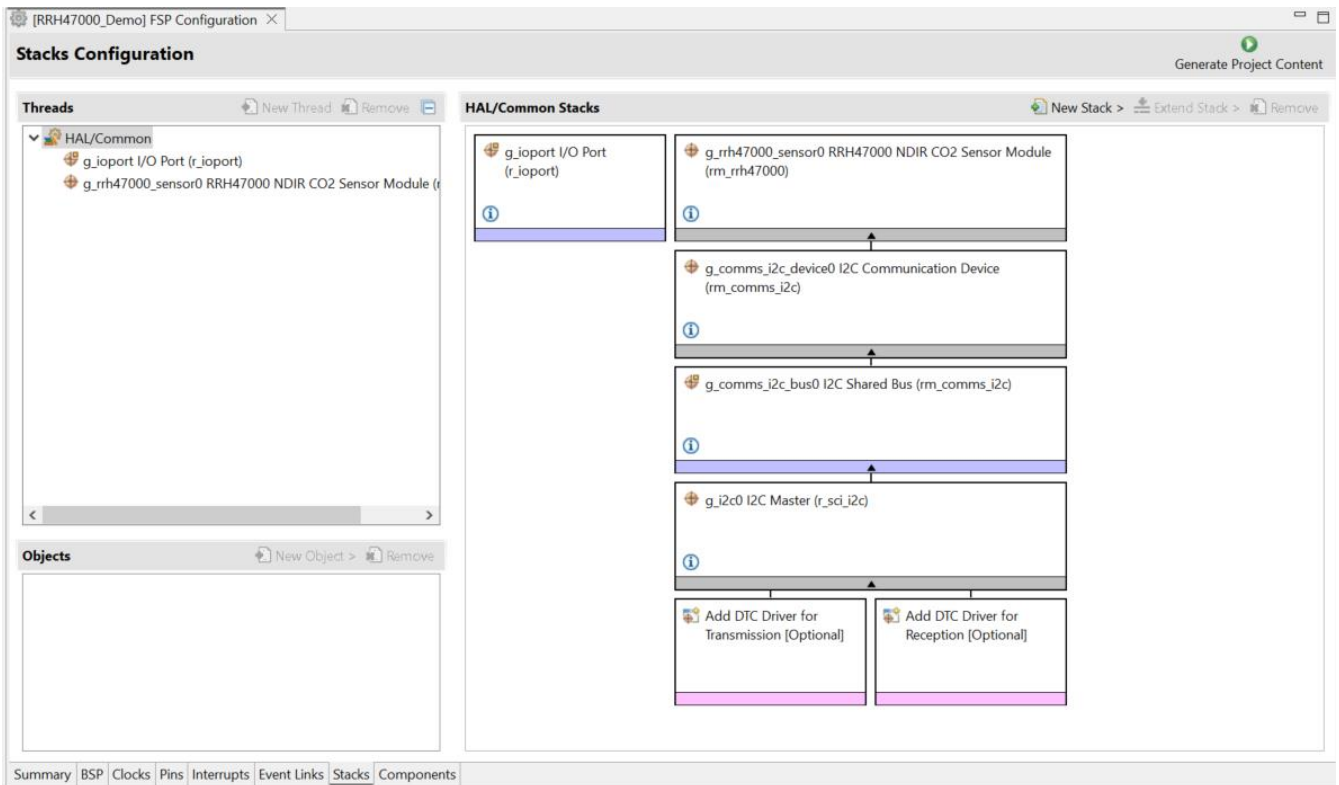 [RRH47000_Demo] FSP Configuration
Stacks Configuration
Generate Project Content
Threads
New Thread
Remove
HAL/Common
g_ioport I/O Port (r_ioport)
g_rrh47000_sensor0 RRH47000 NDIR CO2 Sensor Module (r
Objects
New Object >
Remove
HAL/Common Stacks
New Stack >
Extend Stack >
Remove
g_ioport I/O Port
(r_ioport)
g_rrh47000_sensor0 RRH47000 NDIR CO2 Sensor Module
(rm_rrh47000)
g_comms_i2c_device0 I2C Communication Device
(rm_comms_i2c)
g_comms_i2c_bus0 I2C Shared Bus (rm_comms_i2c)
g_i2c0 I2C Master (r_sci_i2c)
Add DTC Driver for
Transmission [Optional]
Add DTC Driver for
Reception [Optional]
Summary BSP Clocks Pins Interrupts Event Links Stacks Components